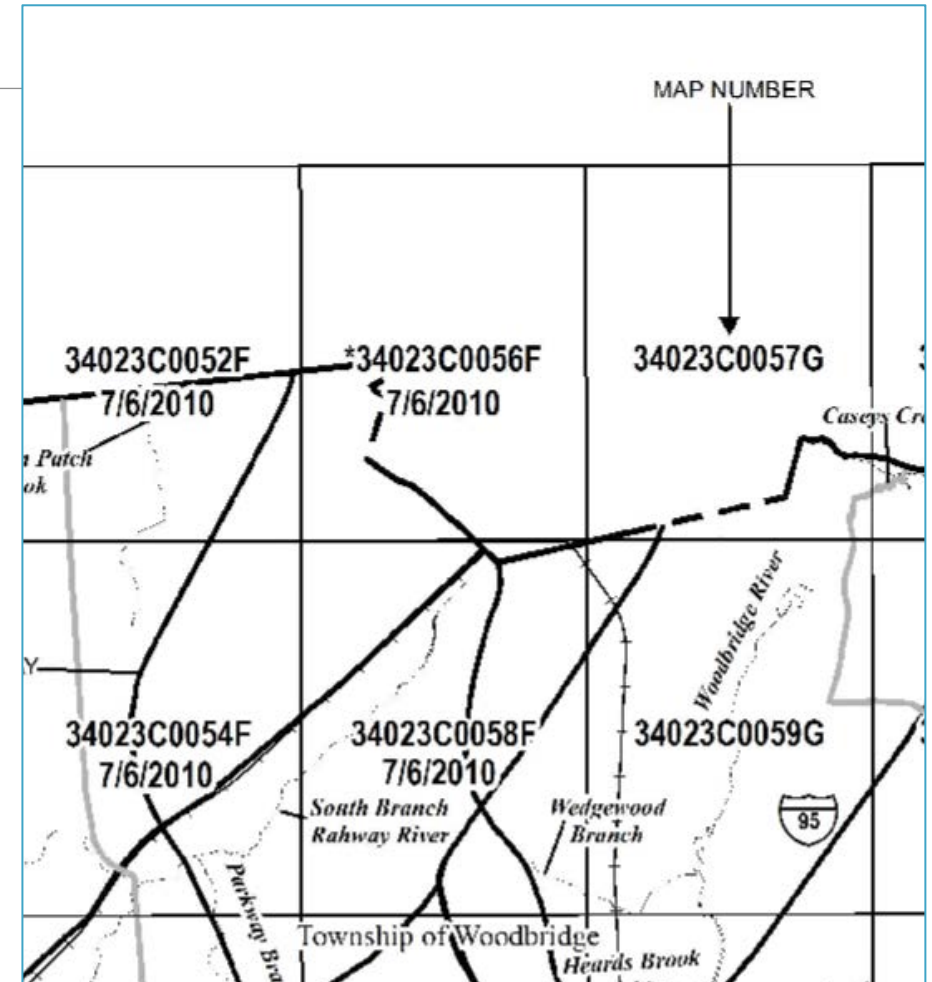 MAP NUMBER
34023C0052F
7/6/2010
*34023C0056F
7/6/2010
34023C0057G
Caseys
Patch
Woodbridge River
34023C0054F
7/6/2010
34023C0058F
7/6/2010
34023C0059G
South Branch
Rahway River
Wedgewood
Branch
95
Parkway
Township of Woodbridge
Heards Brook